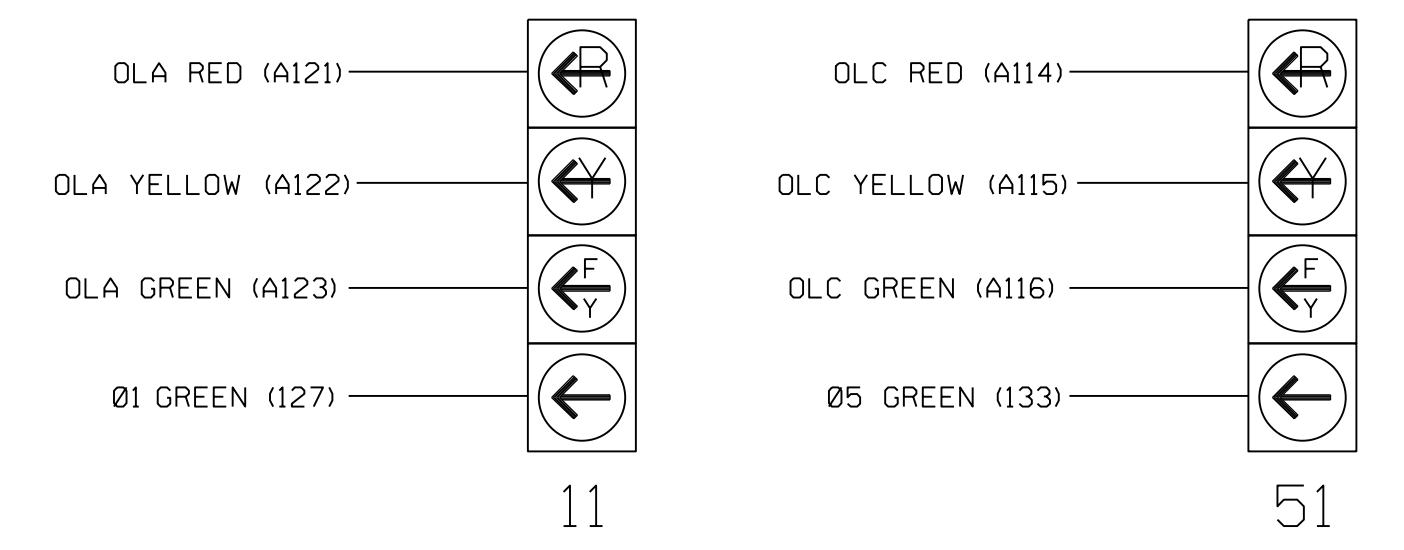 OLA RED (A121)
R
OLA YELLOW (A122)
Y
OLA GREEN (A123)
F
Y
Ø1 GREEN (127)
11
OLC RED (A114)
R
OLC YELLOW (A115)
Y
OLC GREEN (A116)
F
Y
Ø5 GREEN (133)
51